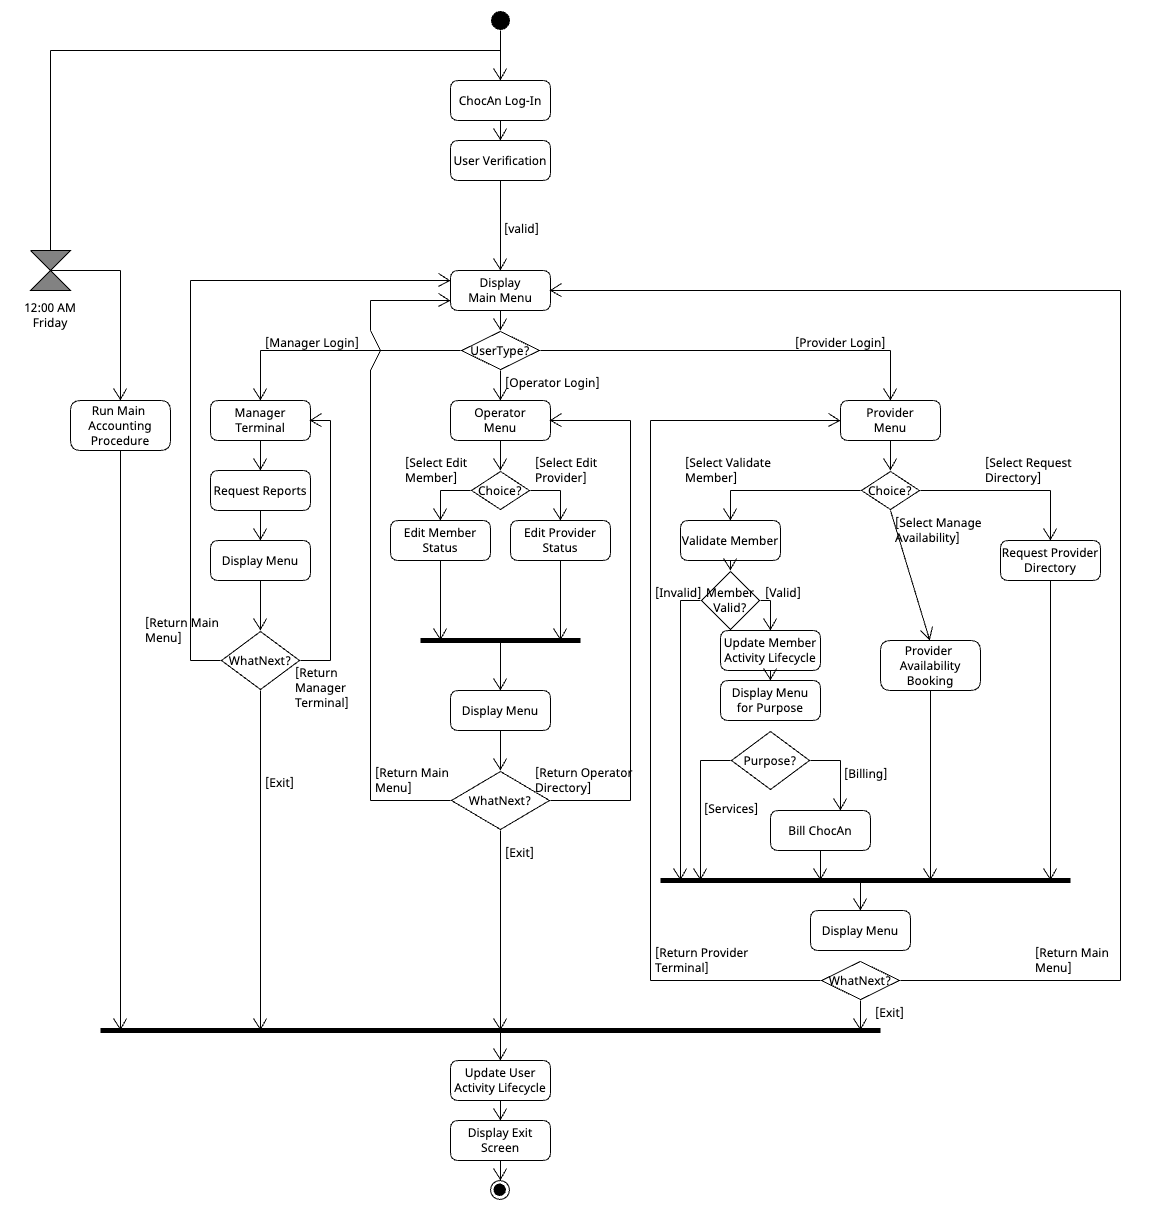 ChocAn Log-In
User Verification
[valid]
Display
Main Menu
12:00 AM
Friday
UserType?
[Manager Login]
[Operator Login]
[Provider Login]
Run Main
Accounting
Procedure
Manager
Terminal
Request Reports
Display Menu
WhatNext?
[Return Main
Menu]
[Return
Manager
Terminal]
[Exit]
Operator
Menu
[Select Edit
Member]
[Select Edit
Provider]
Choice?
Edit Member
Status
Edit Provider
Status
Display Menu
[Return Main
Menu]
[Return Operator
Directory]
WhatNext?
[Exit]
Provider
Menu
[Select Validate
Member]
Choice?
[Select Request
Directory]
[Select Manage
Availability]
Validate Member
Request Provider
Directory
[Invalid]
Member
Valid?
[Valid]
Update Member
Activity Lifecycle
Provider
Availability
Booking
Display Menu
for Purpose
Purpose?
[Billing]
[Services]
Bill ChocAn
Display Menu
[Return Provider
Terminal]
[Return Main
Menu]
WhatNext?
[Exit]
Update User
Activity Lifecycle
Display Exit
Screen